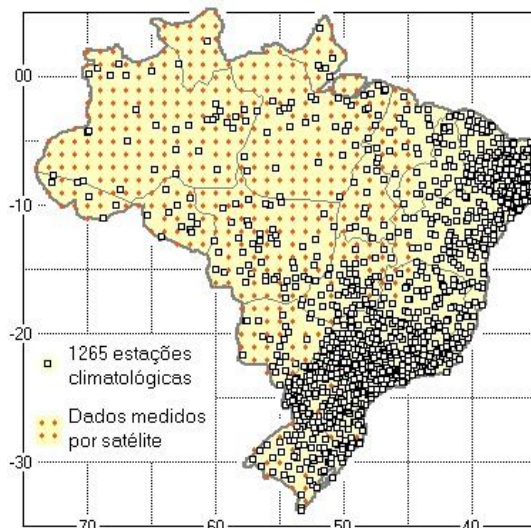 00
-10
-20
1265 estações
climatológicas
Dados medidos
por satélite
-30
-70 -60 -50 -40